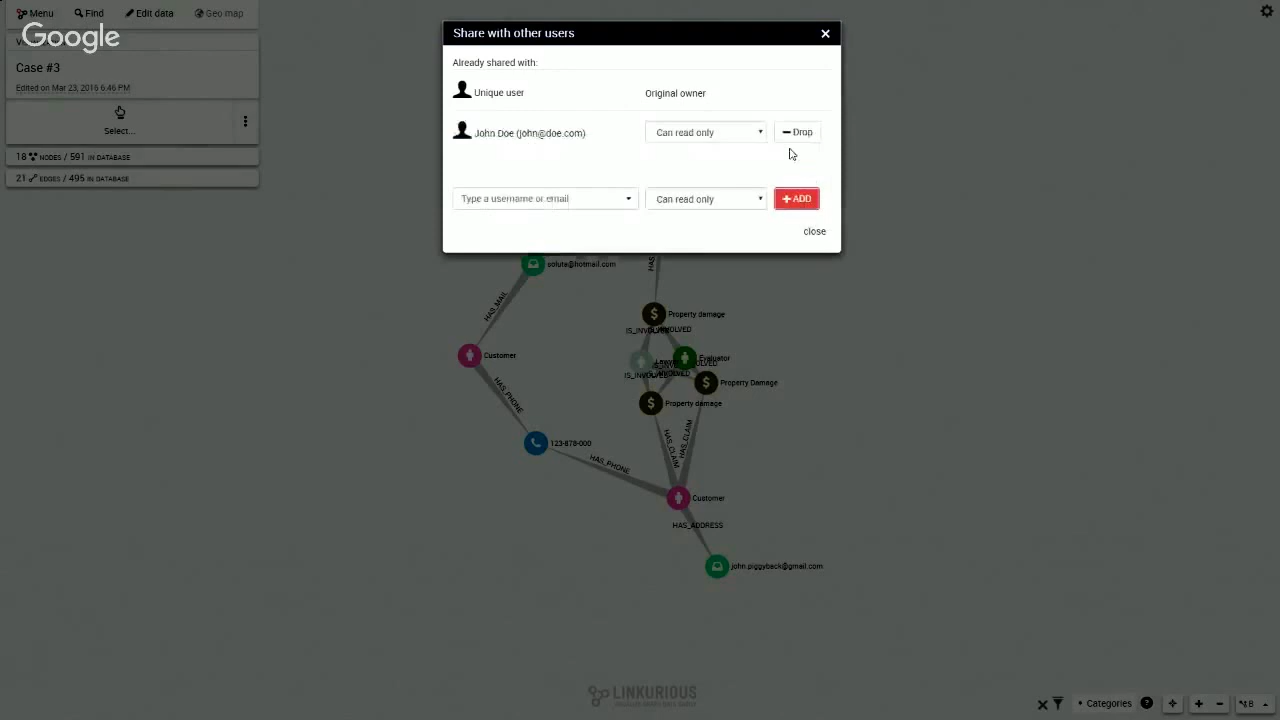 Menu
Find
Edit data
Geo map
Google
Case #3
Edited on Mar 23, 2016 6:46 PM
Select...
18 NODES / 591 IN DATABASE
21 EDGES / 495 IN DATABASE
Share with other users
Already shared with:
Unique user
Original owner
John Doe (john@doe.com)
Can read only
Drop
Type a username or email
Can read only
ADD
close
solute@hotmail.com
HAS_MAIL
Customer
HAS_PHONE
123-878-000
HAS_PHONE
Property damage
IS_INVOLVED
Evaluator
Property Damage
Property damage
HAS_CLAIM
HAS_CLAIM
Customer
HAS_ADDRESS
john.piggyback@gmail.com
LINKURIOUS
Categories